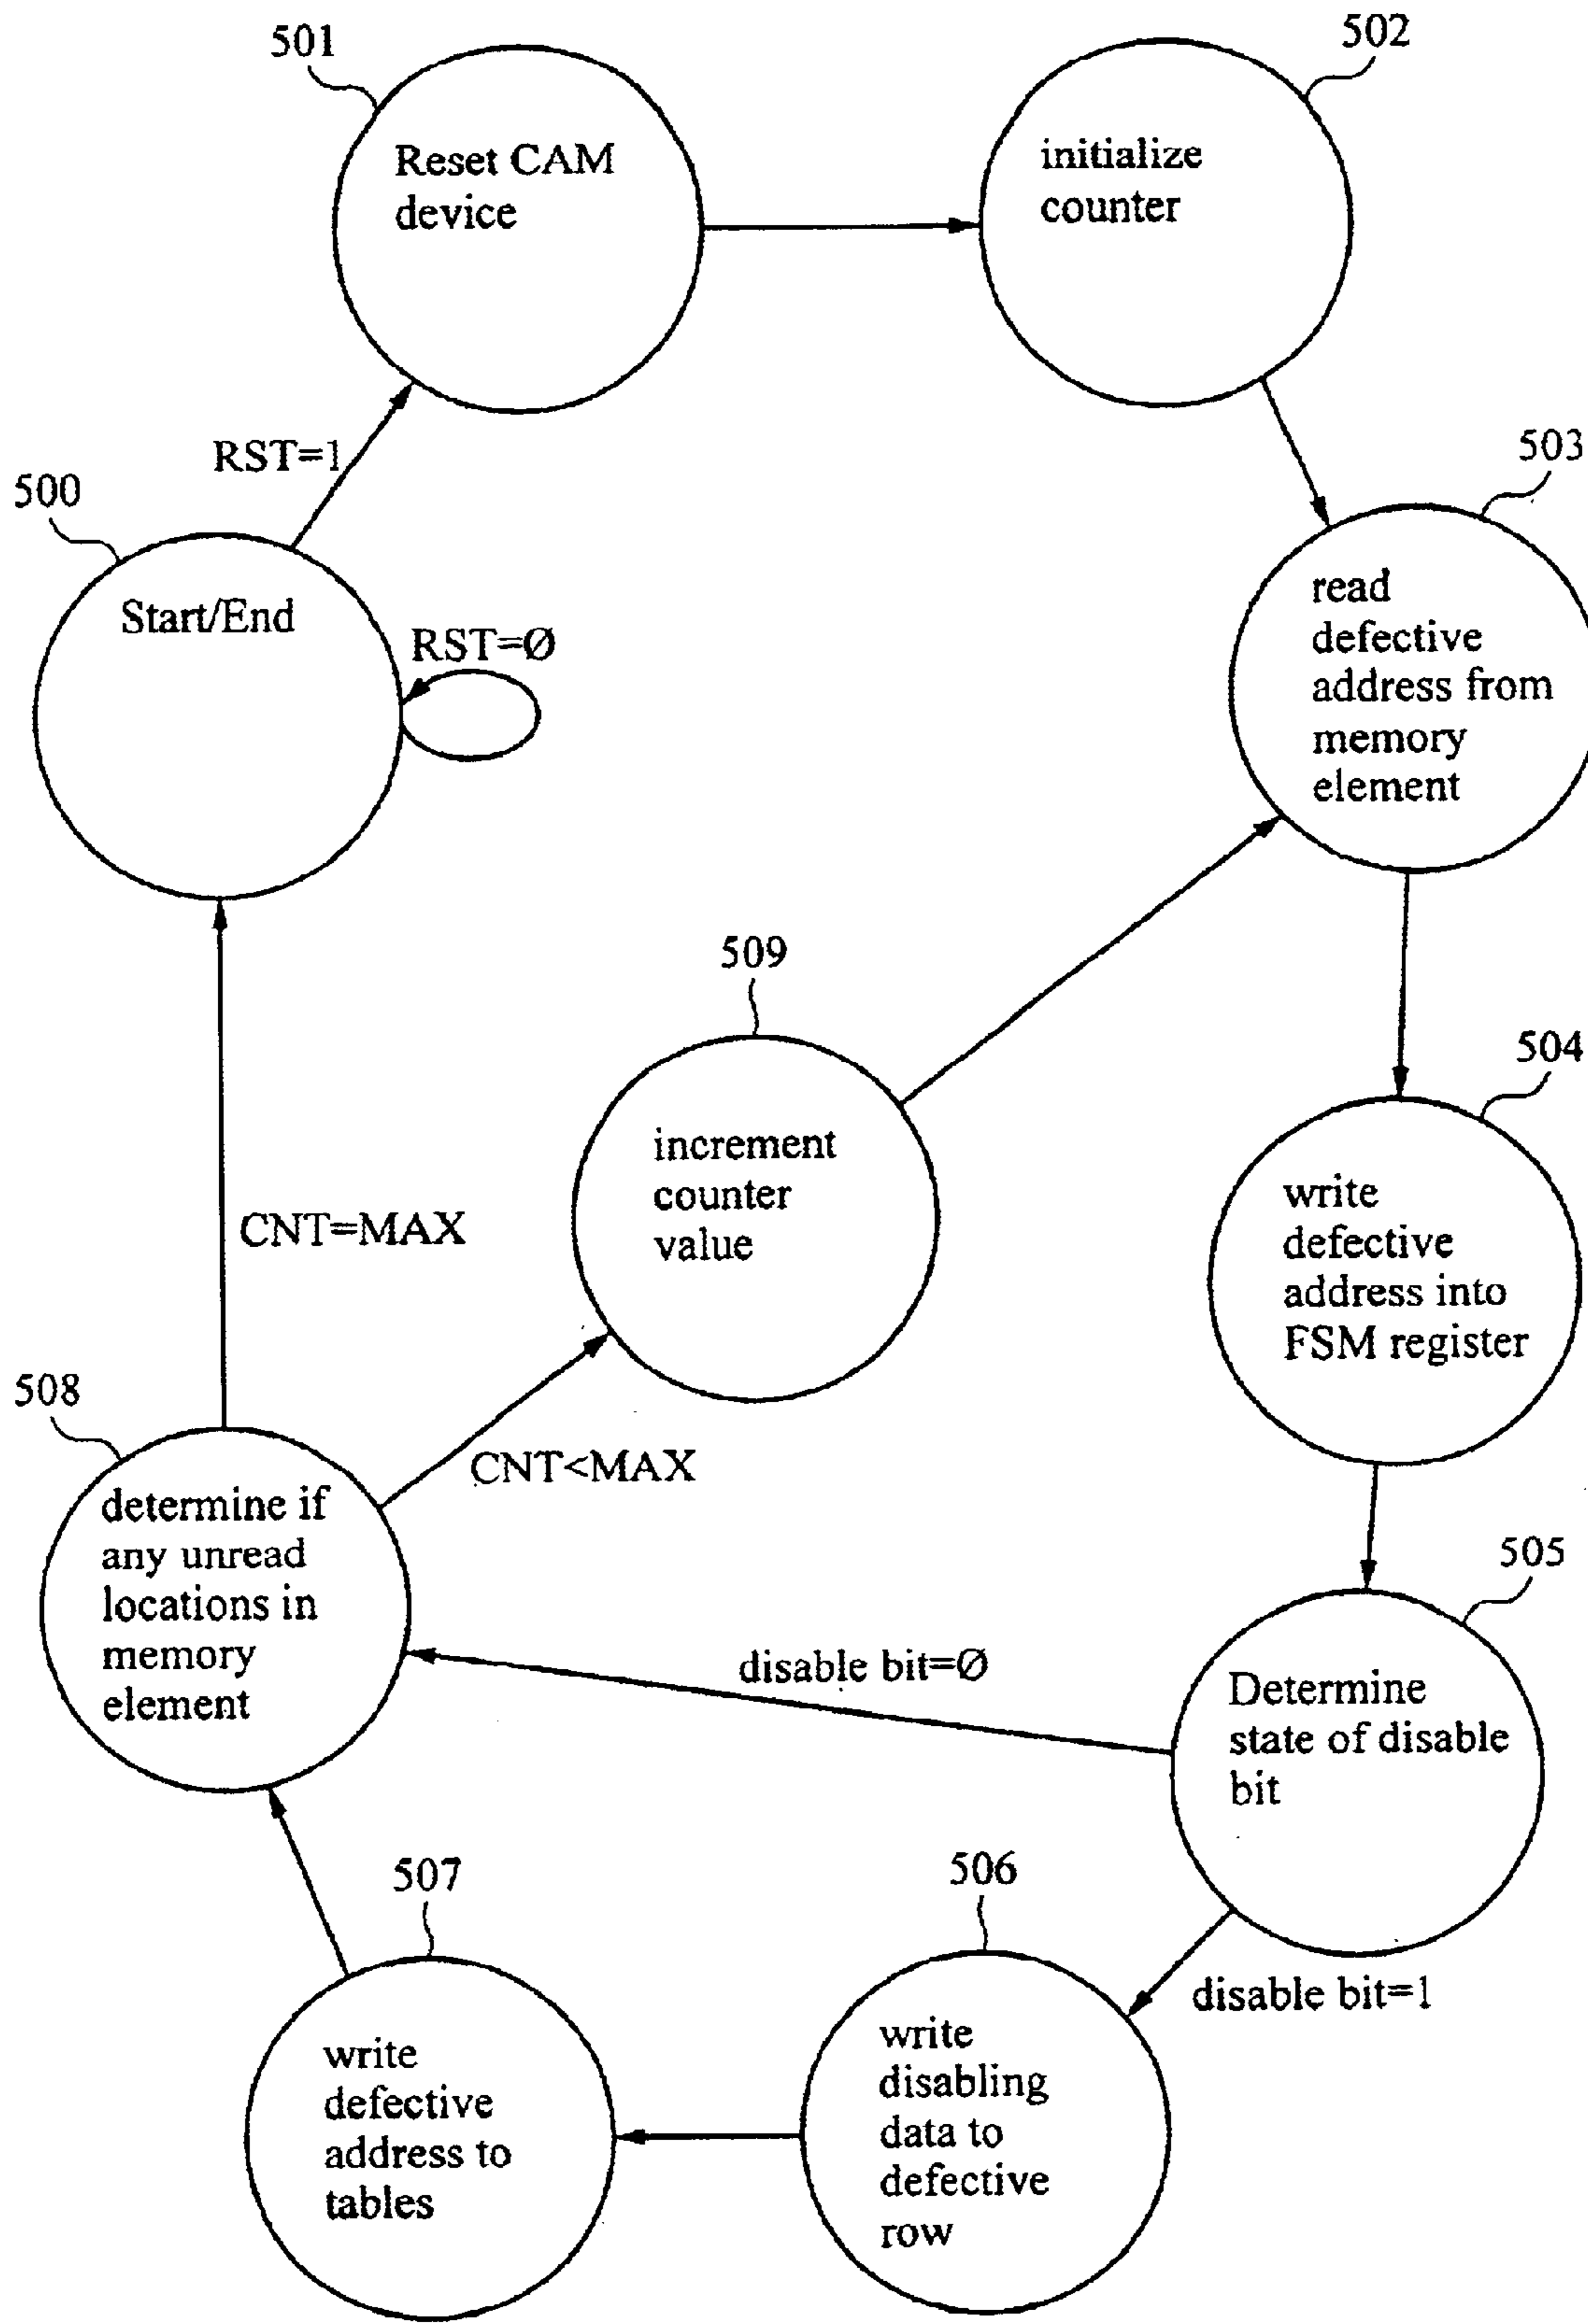 501
Reset CAM
device
502
initialize
counter
RST=1
500
Start/End
RST=Ø
503
read
defective
address from
memory
element
509
increment
counter
value
504
write
defective
address into
FSM register
CNT=MAX
CNT<MAX
508
determine if
any unread
locations in
memory
element
disable bit=Ø
505
Determine
state of disable
bit
disable bit=1
507
write
defective
address to
tables
506
write
disabling
data to
defective
row